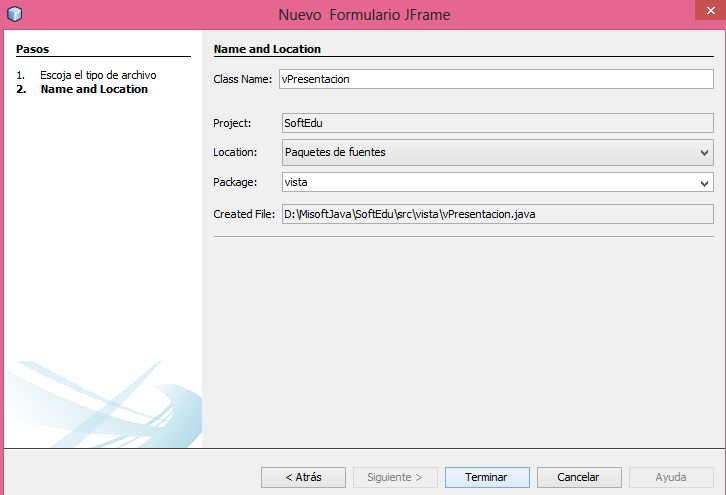 Nuevo  Formulario JFrame
Pasos
1. Escoja el tipo de archivo
2. Name and Location
Name and Location
Class Name: vPresentacion
Project: SoftEdu
Location: Paquetes de fuentes
Package: vista
Created File: D:\MisoftJava\SoftEdu\src\vista\vPresentacion.java
< Atrás Siguiente > Terminar Cancelar Ayuda